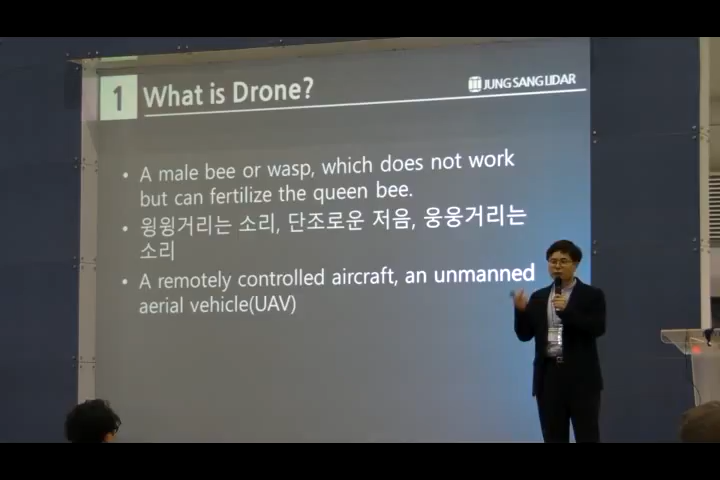 1 What is Drone?
JUNG SANG LIDAR
• A male bee or wasp, which does not work
but can fertilize the queen bee.
• 윙윙거리는 소리, 단조로운 저음, 웅웅거리는
소리
• A remotely controlled aircraft, an unmanned
aerial vehicle(UAV)